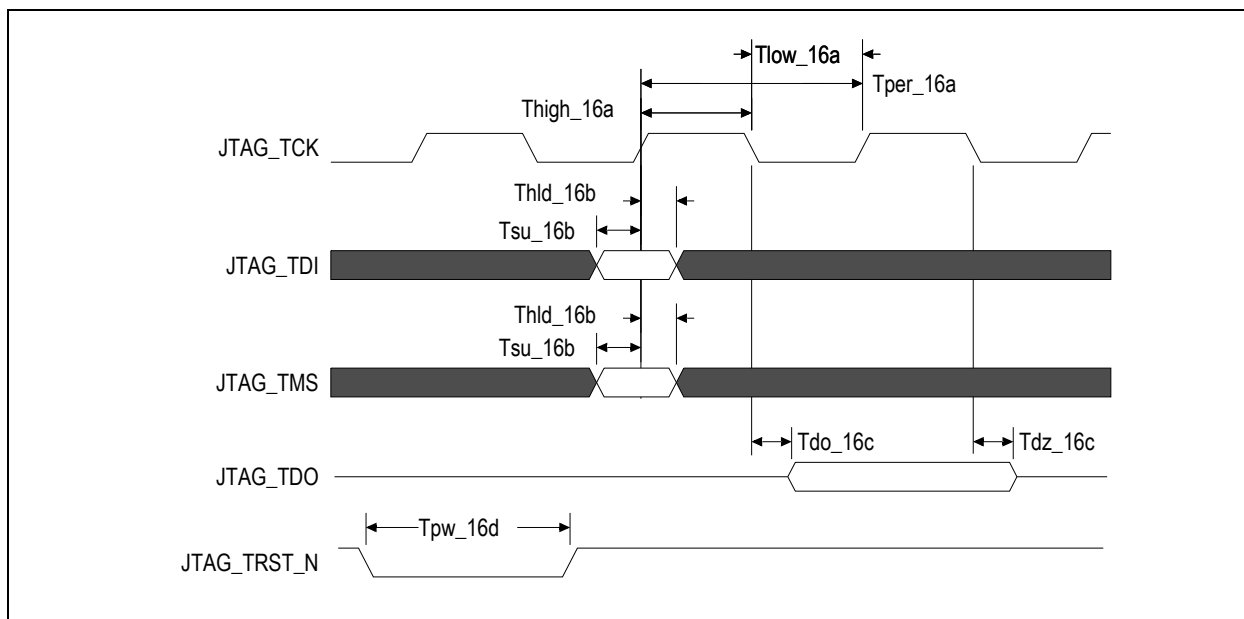 Tlow_16a
Tper_16a
Thigh_16a
JTAG_TCK
Thld_16b
Tsu_16b
JTAG_TDI
Thld_16b
Tsu_16b
JTAG_TMS
Tdo_16c
Tdz_16c
JTAG_TDO
Tpw_16d
JTAG_TRST_N